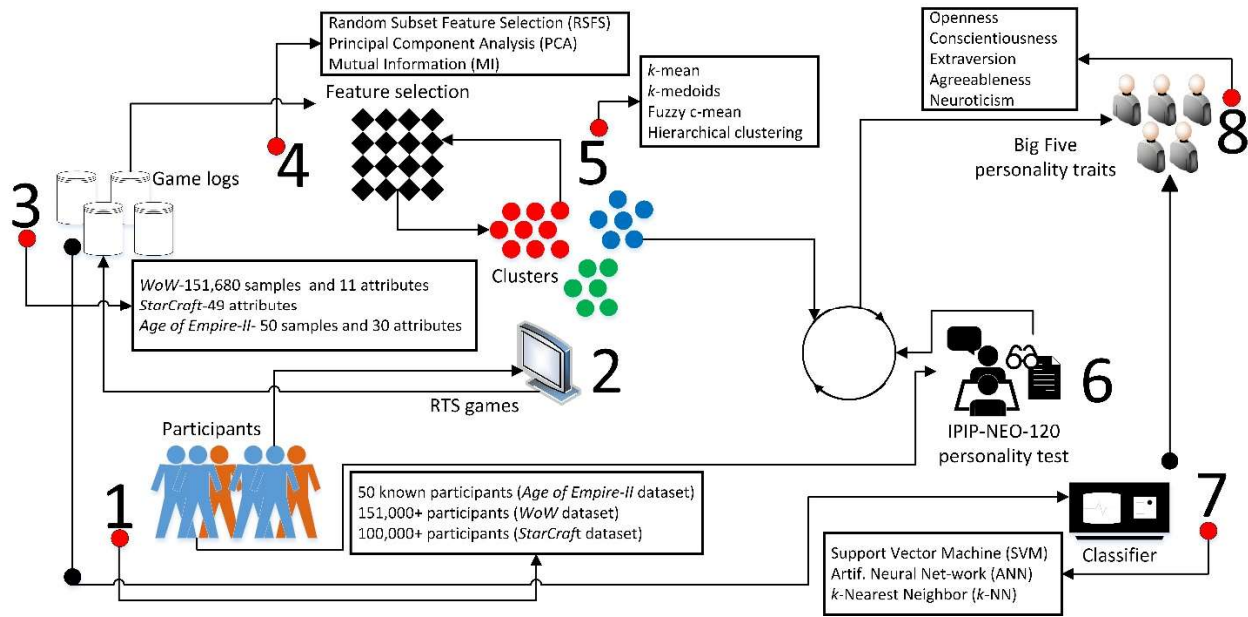 Random Subset Feature Selection (RSFS)
Principal Component Analysis (PCA)
Mutual Information (MI)
Feature selection
4
k-mean
k-medoids
Fuzzy c-mean
Hierarchical clustering
5
Openness
Conscientiousness
Extraversion
Agreeableness
Neuroticism
8
Big Five
personality traits
Game logs
3
WoW-151,680 samples and 11 attributes
StarCraft-49 attributes
Age of Empire-II- 50 samples and 30 attributes
Clusters
2
RTS games
6
IPIP-NEO-120
personality test
Participants
1
50 known participants (Age of Empire-II dataset)
151,000+ participants (WoW dataset)
100,000+ participants (StarCraft dataset)
7
Classifier
Support Vector Machine (SVM)
Artif. Neural Net-work (ANN)
k-Nearest Neighbor (k-NN)